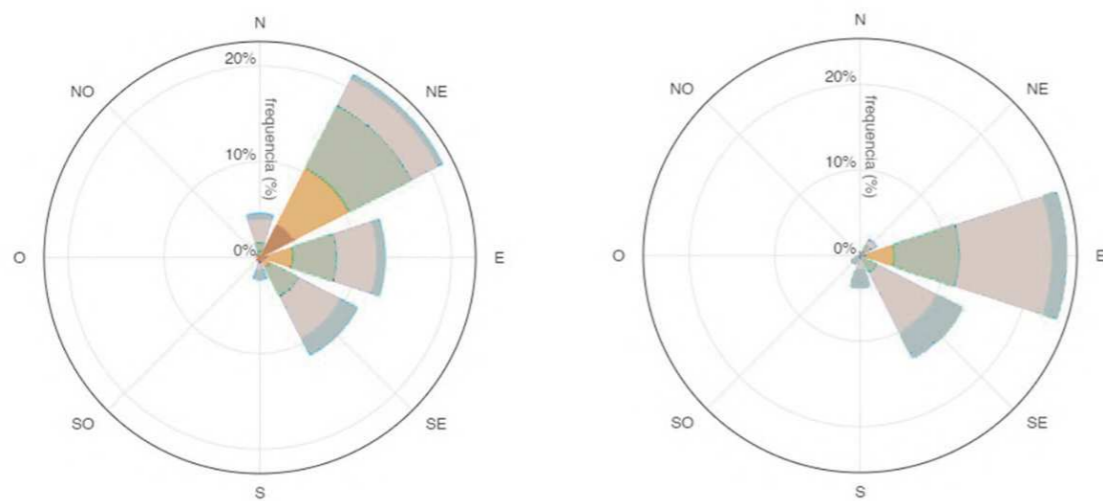 N
NO
NE
20%
10%
0%
frequencia (%)
O
E
SO
SE
S
N
NO
NE
20%
10%
0%
frequencia (%)
O
E
SO
SE
S